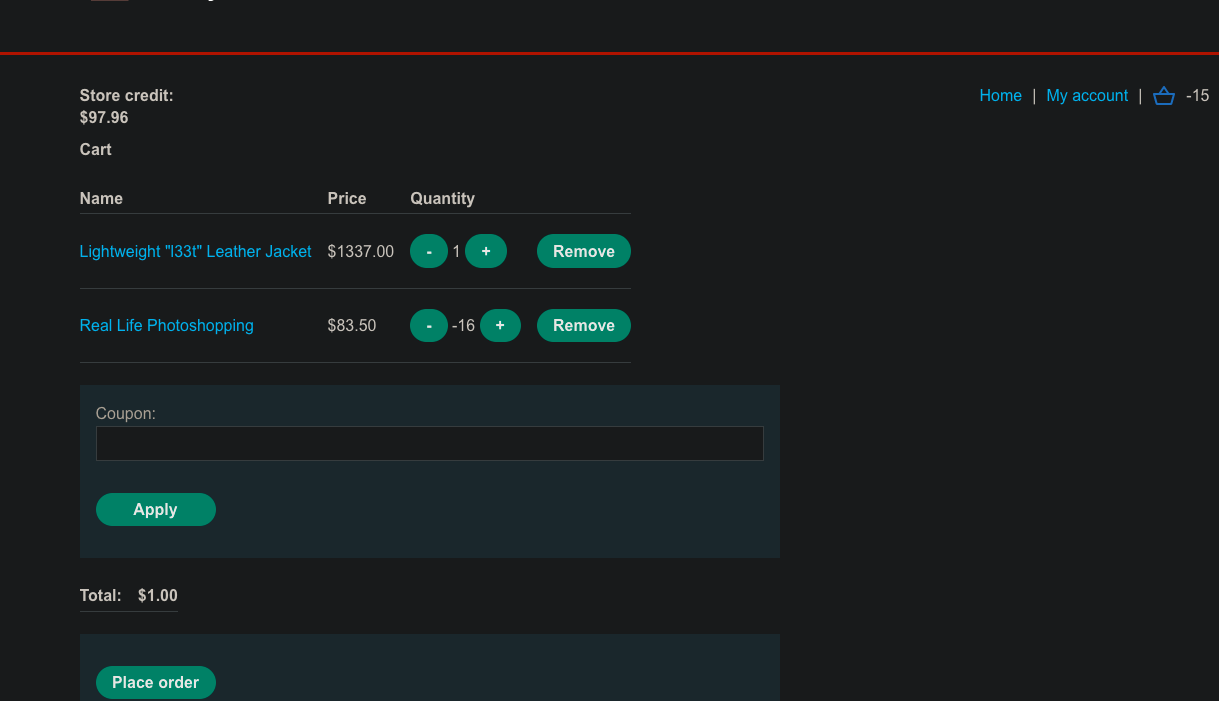 Store credit:
$97.96
Home | My account | -15
Cart
Name Price Quantity
Lightweight "l33t" Leather Jacket $1337.00 - 1 + Remove
Real Life Photoshopping $83.50 - -16 + Remove
Coupon:
Apply
Total: $1.00
Place order